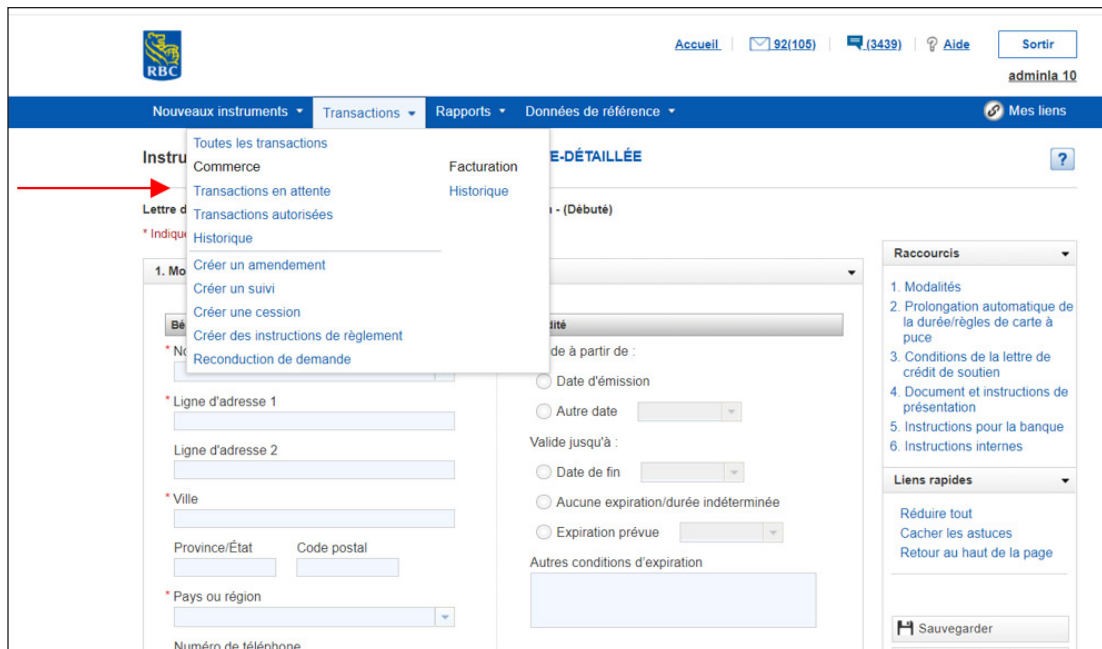 Accueil 92(105) (3439) Aide Sortir
RBC
adminla 10
Nouveaux instruments Transactions Rapports Données de référence Mes liens
Toutes les transactions
Instru E-DÉTAILLÉE ?
Commerce Facturation
Transactions en attente Historique
Lettre d - (Débuté)
Transactions autorisées
* Indique
Historique
1. Mo
Créer un amendement
Créer un suivi
Créer une cession
Bé dité
Créer des instructions de règlement
* No de à partir de :
Reconduction de demande
Date d'émission
* Ligne d'adresse 1
Autre date
Ligne d'adresse 2
Valide jusqu'à :
Date de fin
* Ville
Aucune expiration/durée indéterminée
Expiration prévue
Province/État Code postal
Autres conditions d'expiration
* Pays ou région
Numéro de téléphone
Raccourcis
1. Modalités
2. Prolongation automatique de
la durée/règles de carte à
puce
3. Conditions de la lettre de
crédit de soutien
4. Document et instructions de
présentation
5. Instructions pour la banque
6. Instructions internes
Liens rapides
Réduire tout
Cacher les astuces
Retour au haut de la page
Sauvegarder